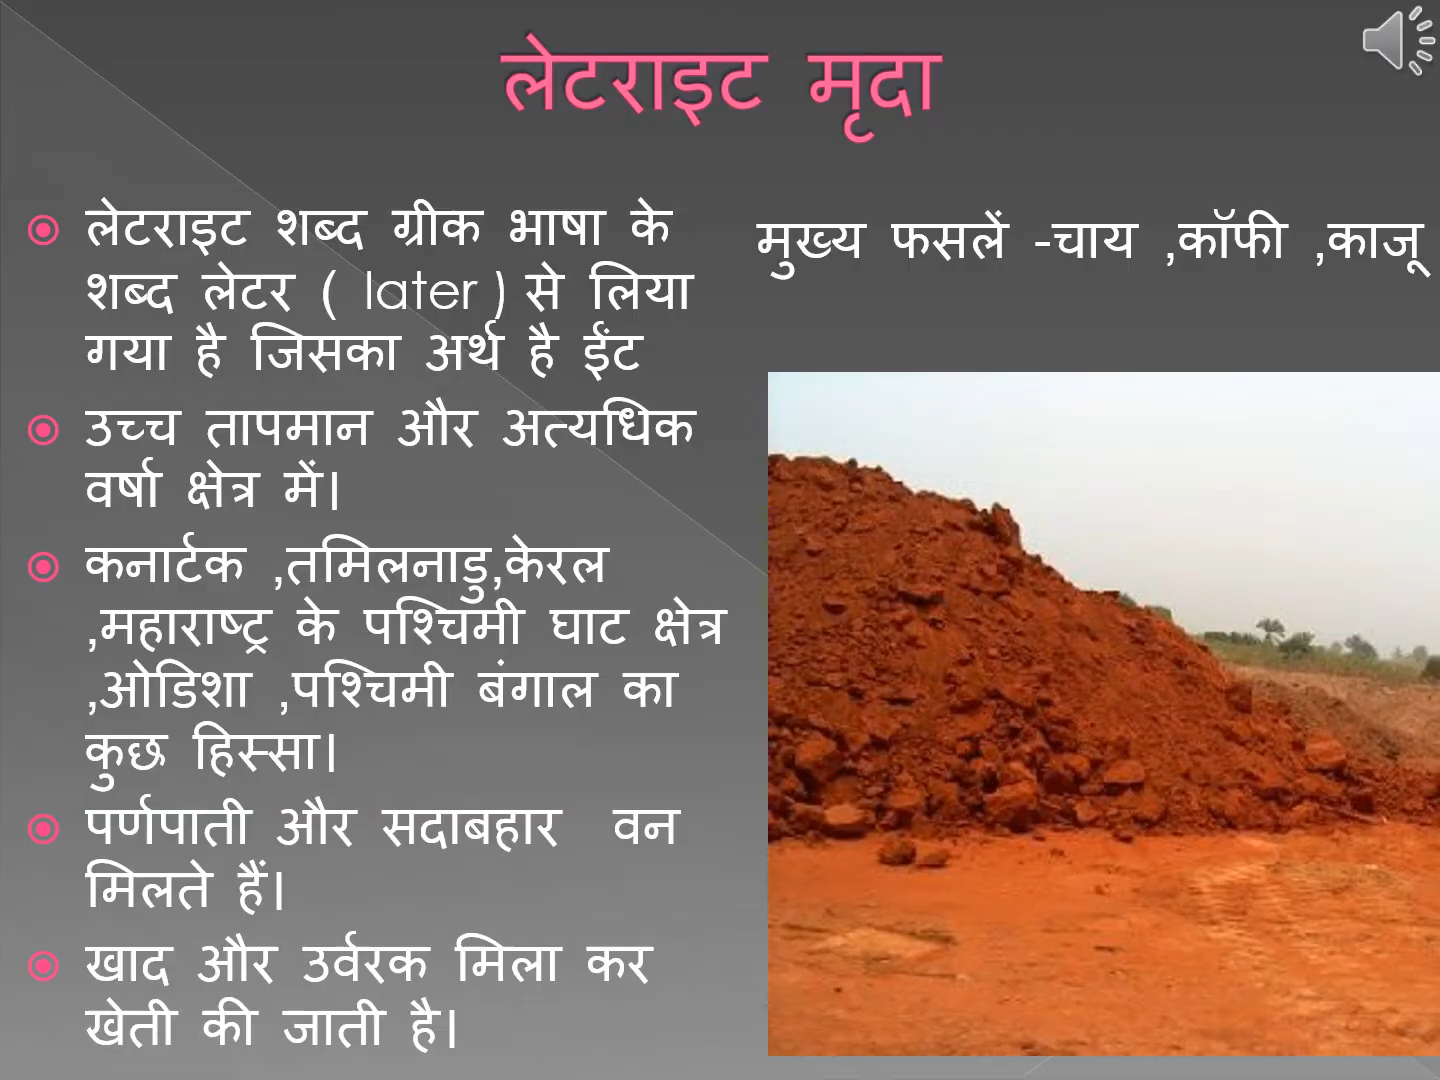 लेटराइट मृदा
लेटराइट शब्द ग्रीक भाषा के
शब्द लेटर ( later ) से लिया
गया है जिसका अर्थ है ईंट
उच्च तापमान और अत्यधिक
वर्षा क्षेत्र में।
कनार्टक ,तमिलनाडु,केरल
,महाराष्ट्र के पश्चिमी घाट क्षेत्र
,ओडिशा ,पश्चिमी बंगाल का
कुछ हिस्सा।
पर्णपाती और सदाबहार वन
मिलते हैं।
खाद और उर्वरक मिला कर
खेती की जाती है।
मुख्य फसलें -चाय ,कॉफी ,काजू